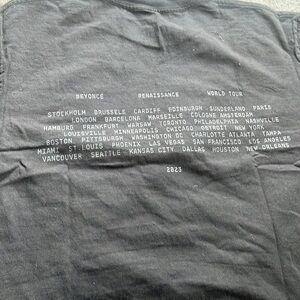 BEYONCÉ RENAISSANCE WORLD TOUR
STOCKHOLM BRUSSELS CARDIFF EDINBURGH SUNDERLAND PARIS
LONDON BARCELONA MARSEILLE COLOGNE AMSTERDAM
HAMBURG FRANKFURT WARSAW TORONTO PHILADELPHIA NASHVILLE
LOUISVILLE MINNEAPOLIS CHICAGO DETROIT NEW YORK
BOSTON PITTSBURGH WASHINGTON DC CHARLOTTE ATLANTA TAMPA
MIAMI ST.LOUIS PHOENIX LAS VEGAS SAN FRANCISCO LOS ANGELES
VANCOUVER SEATTLE KANSAS CITY DALLAS HOUSTON NEW ORLEANS
2023